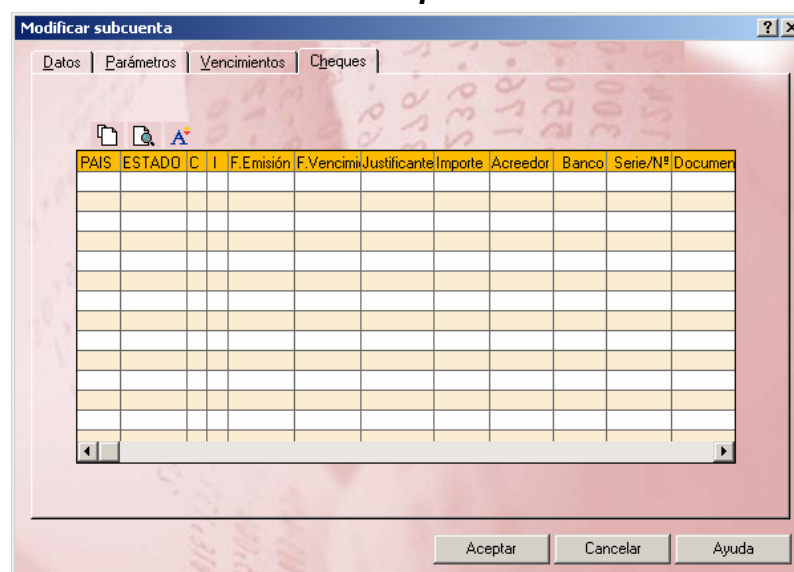 Modificar subcuenta
Datos Parámetros Vencimientos Cheques
PAIS ESTADO C I F.Emisión F.Vencimi Justificante Importe Acreedor Banco Serie/Nº Documen
Aceptar Cancelar Ayuda